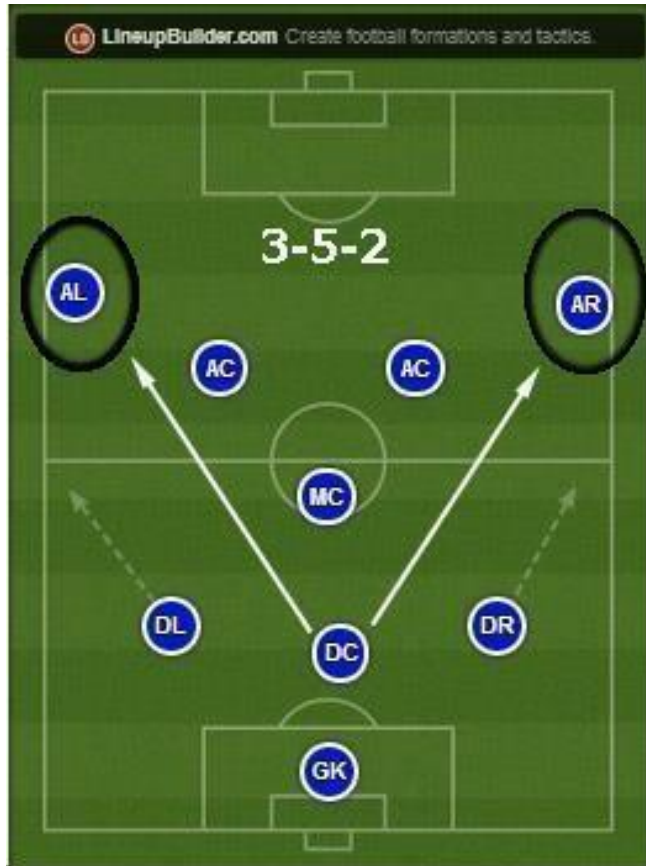 LB LineupBuilder.com Create football formations and tactics.
3-5-2
AL AR
AC AC
MC
DL DR
DC
GK